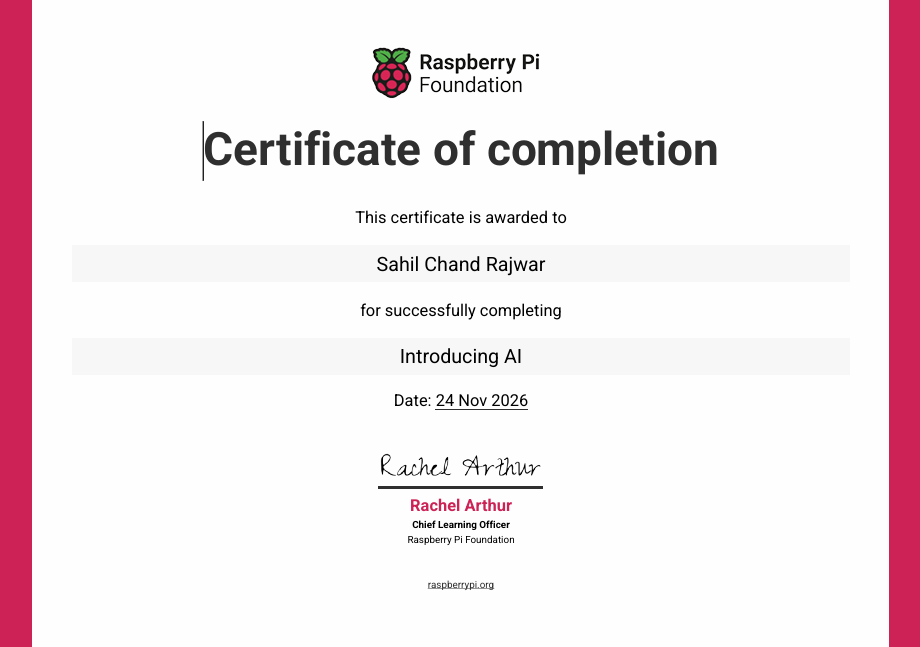 Raspberry Pi
Foundation
Certificate of completion
This certificate is awarded to
Sahil Chand Rajwar
for successfully completing
Introducing AI
Date: 24 Nov 2026
Rachel Arthur
Rachel Arthur
Chief Learning Officer
Raspberry Pi Foundation
raspberrypi.org